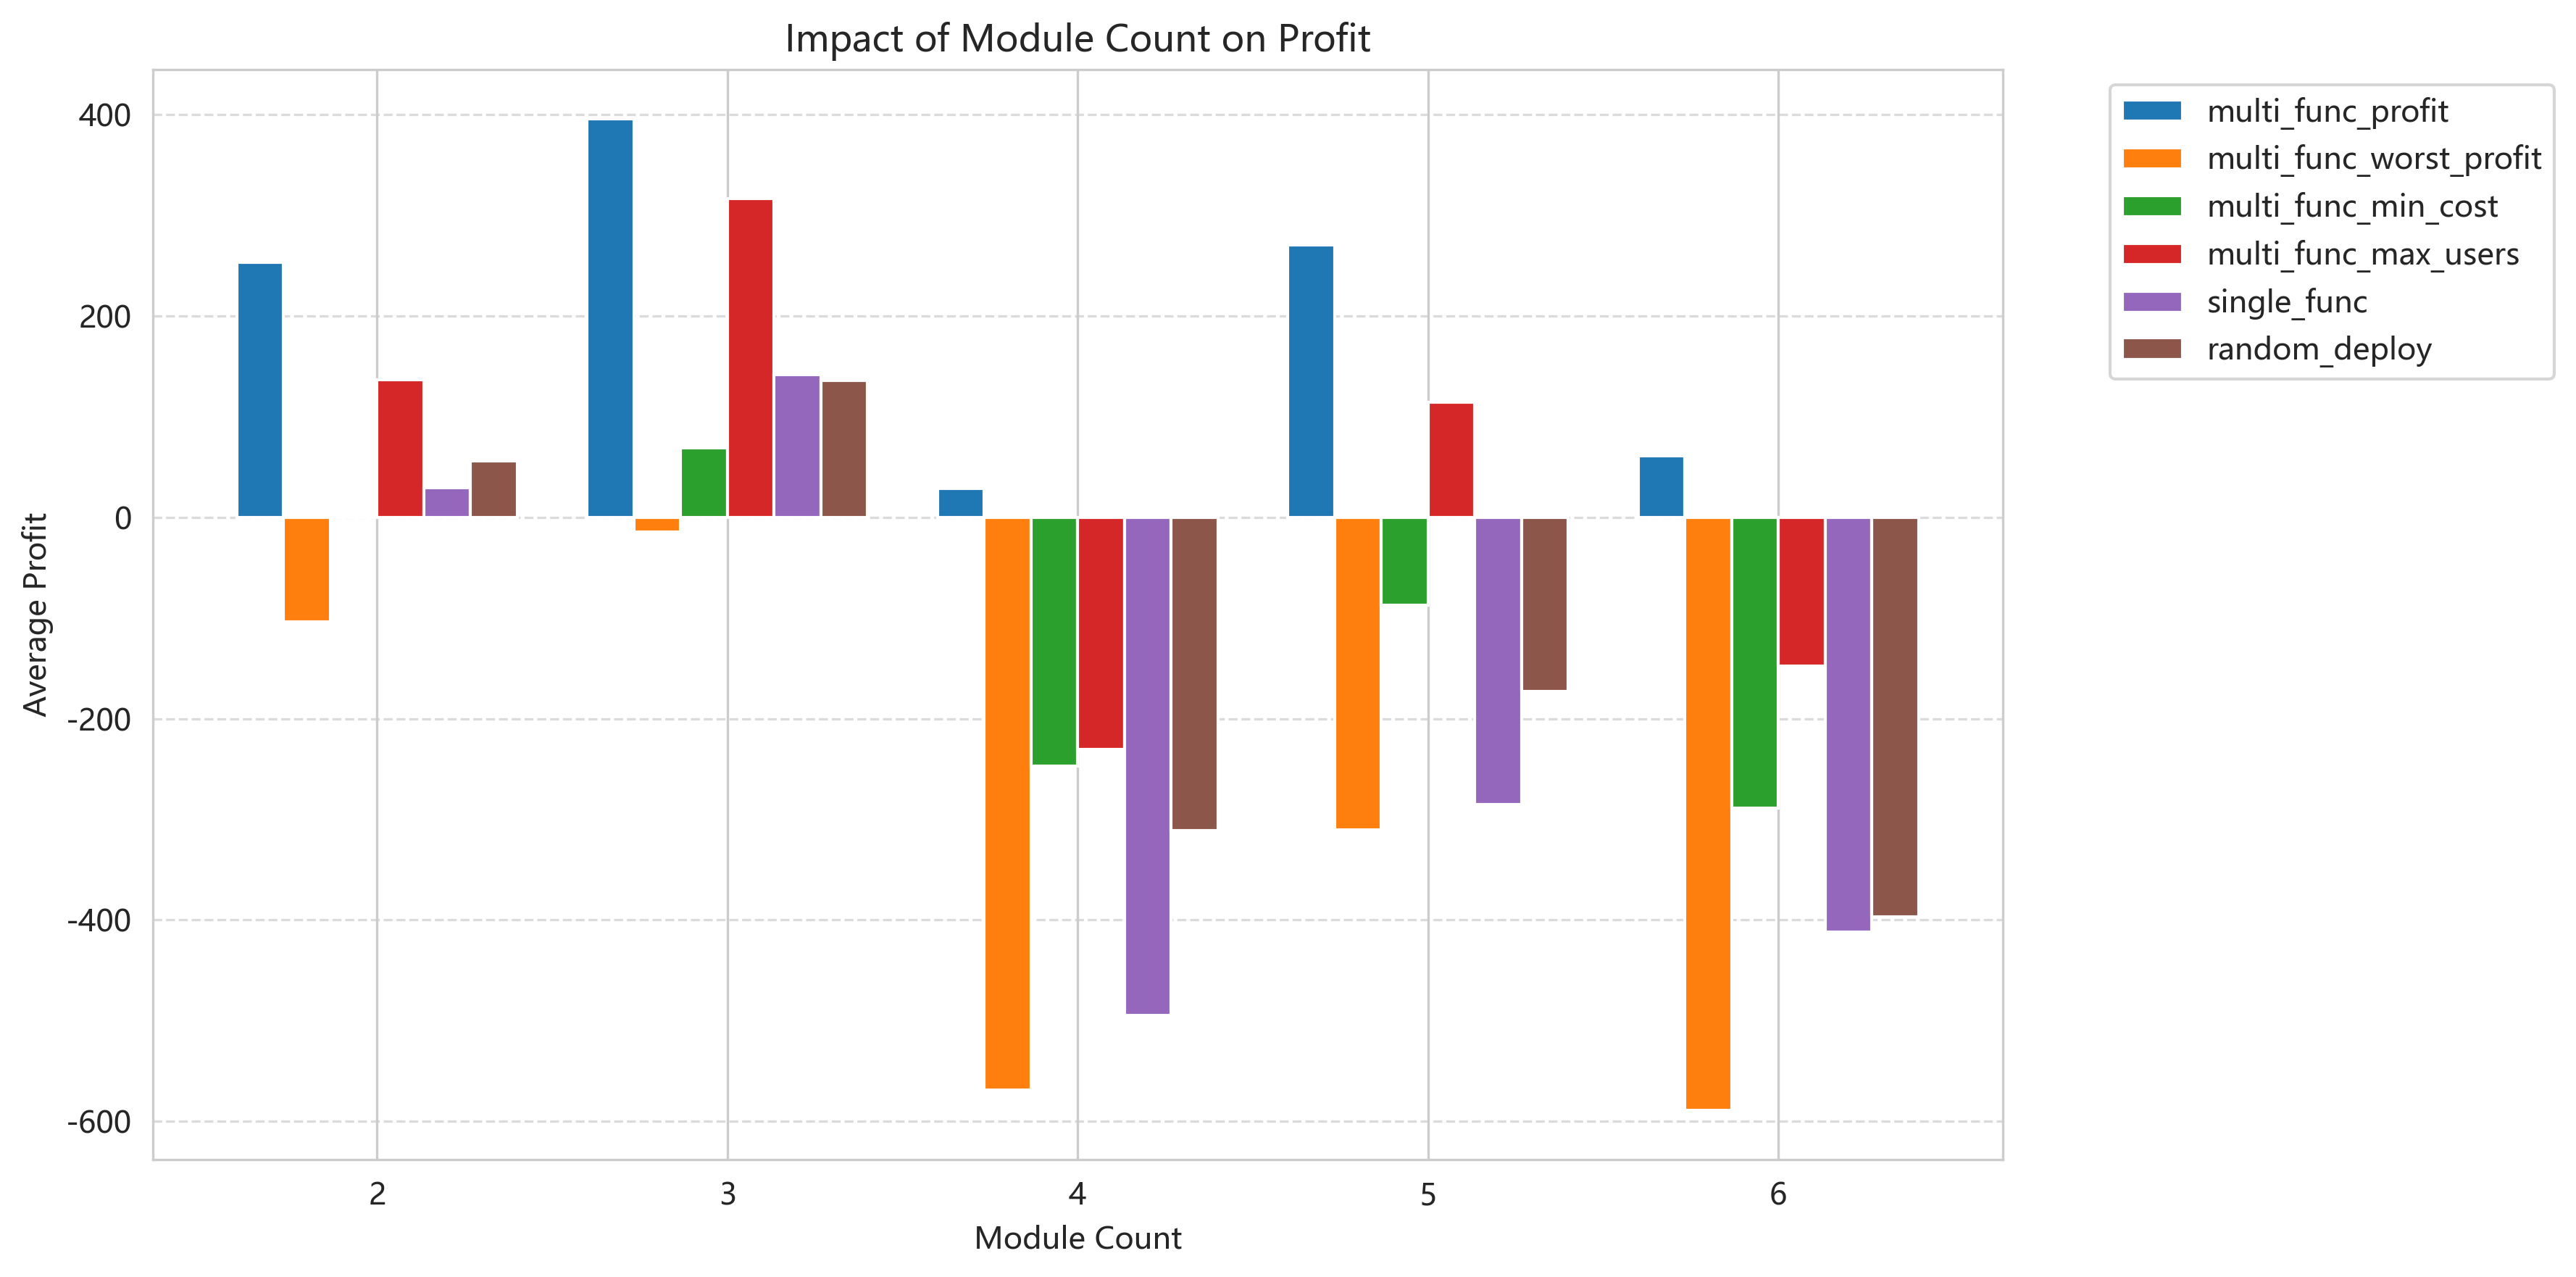 Impact of Module Count on Profit
400
200
0
-200
-400
-600
Average Profit
2
3
4
5
6
Module Count
multi_func_profit
multi_func_worst_profit
multi_func_min_cost
multi_func_max_users
single_func
random_deploy